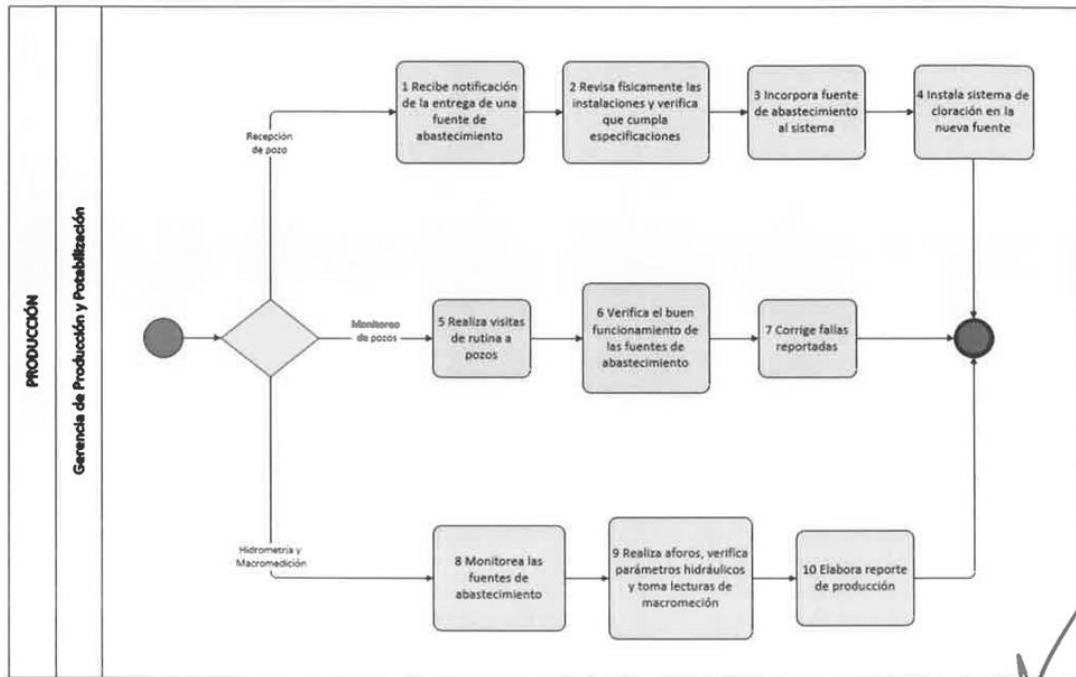 PRODUCCIÓN
Gerencia de Producción y Potabilización
Recepción
de pozo
1 Recibe notificación
de la entrega de una
fuente de
abastecimiento
2 Revisa físicamente las
instalaciones y verifica
que cumpla
especificaciones
3 Incorpora fuente
de abastecimiento
al sistema
4 Instala sistema de
cloración en la
nueva fuente
Monitoreo
de pozos
5 Realiza visitas
de rutina a
pozos
6 Verifica el buen
funcionamiento de
las fuentes de
abastecimiento
7 Corrige fallas
reportadas
Hidrometría y
Macromedición
8 Monitorea las
fuentes de
abastecimiento
9 Realiza aforos, verifica
parámetros hidráulicos
y toma lecturas de
macromeción
10 Elabora reporte
de producción